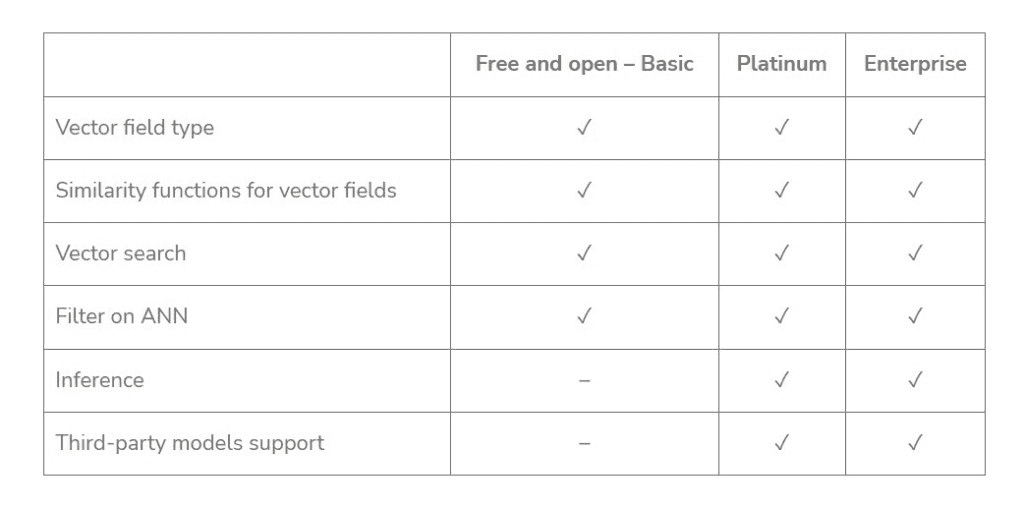 Free and open – Basic Platinum Enterprise
Vector field type ✓ ✓ ✓
Similarity functions for vector fields ✓ ✓ ✓
Vector search ✓ ✓ ✓
Filter on ANN ✓ ✓ ✓
Inference – ✓ ✓
Third-party models support – ✓ ✓